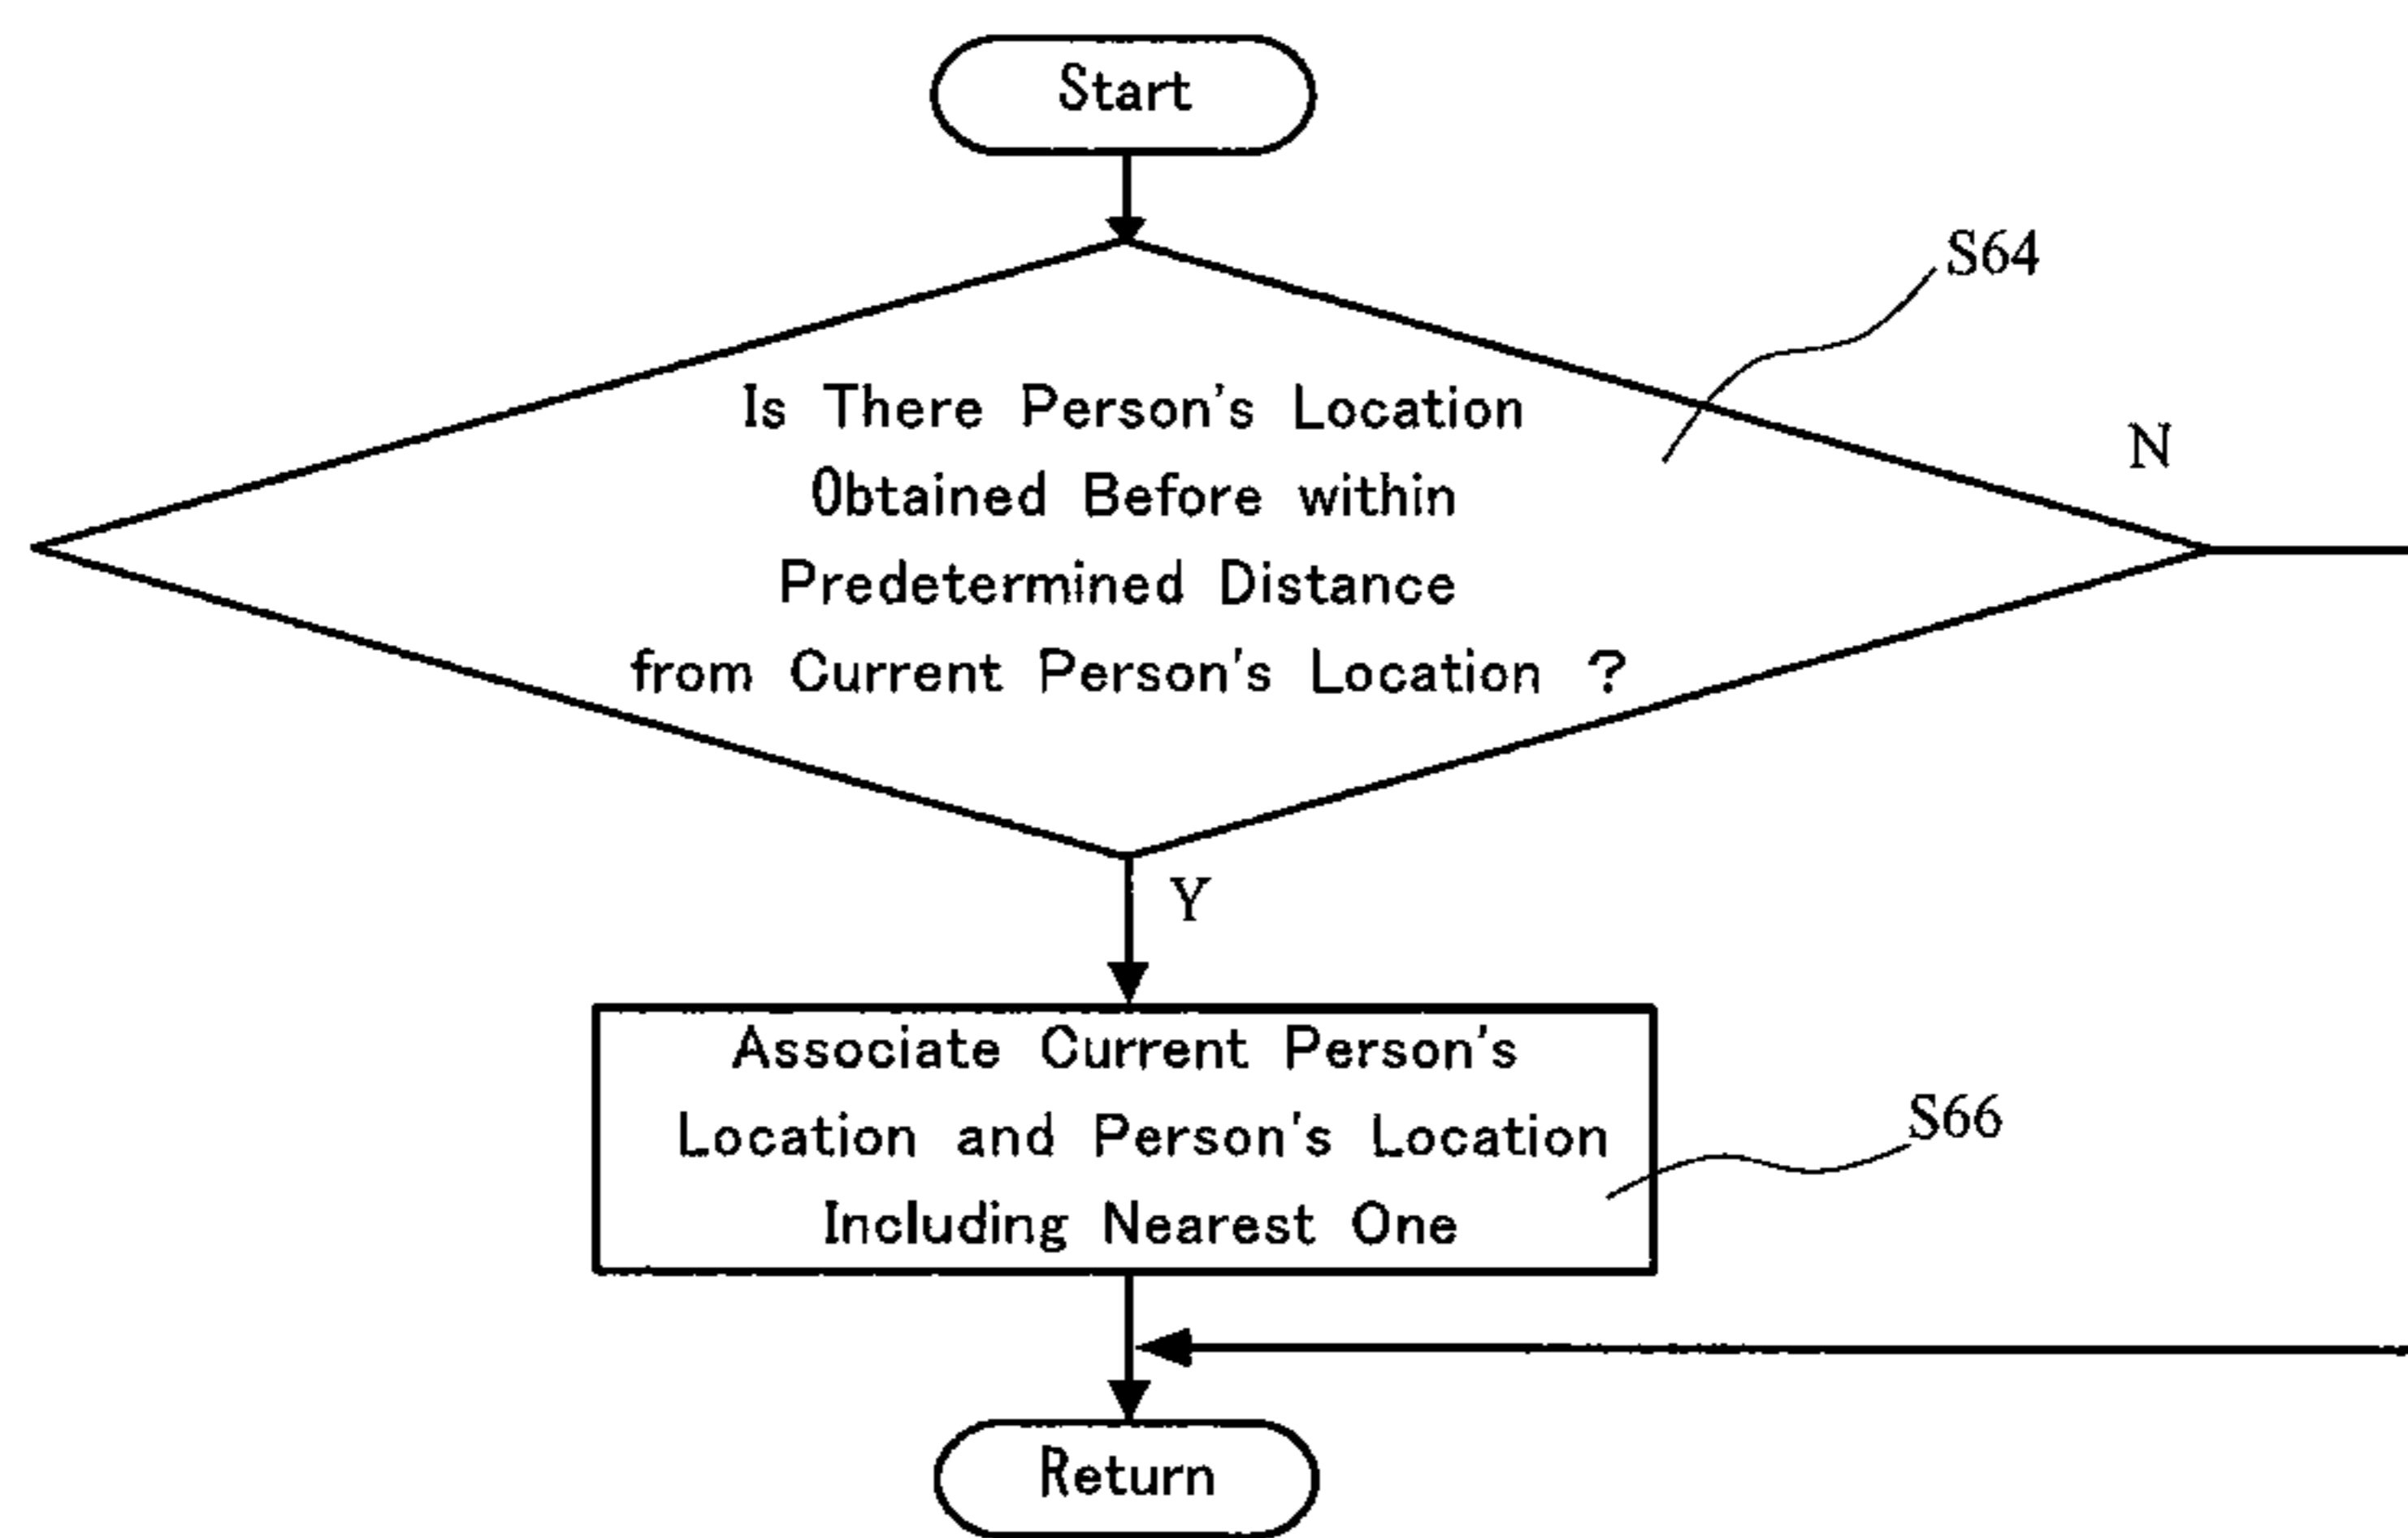 Start
S64
Is There Person's Location
Obtained Before within
Predetermined Distance
from Current Person's Location ?
N
Y
Associate Current Person's
Location and Person's Location
Including Nearest One
S66
Return